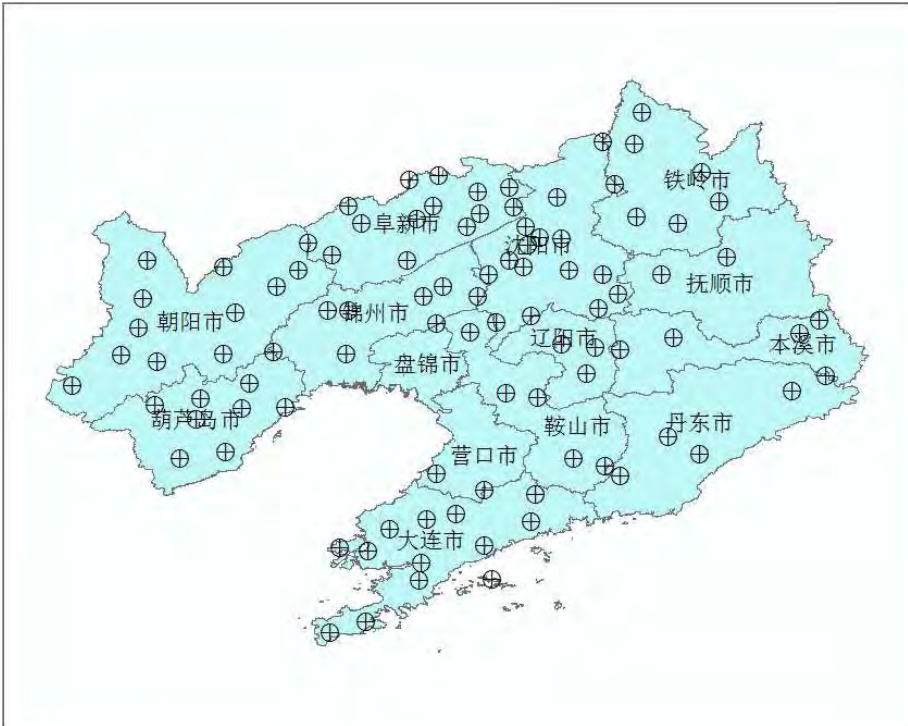 铁岭市
阜新市
沈阳市
抚顺市
朝阳市
锦州市
辽阳市
本溪市
盘锦市
葫芦岛市
鞍山市
丹东市
营口市
大连市